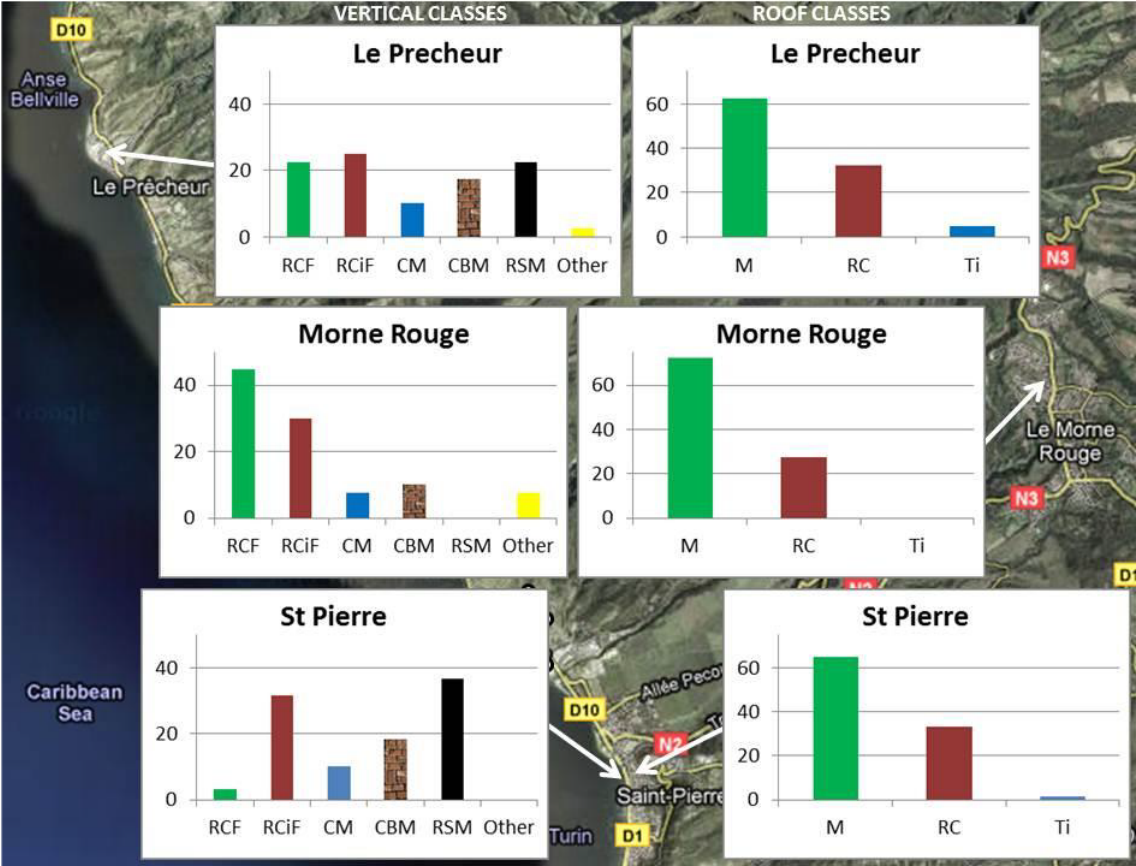 VERTICAL CLASSES
ROOF CLASSES
D10
Anse
Bellville
Le Prêcheur
Le Precheur
40
20
0
RCF RCiF CM CBM RSM Other
Le Precheur
60
40
20
0
M RC Ti
N3
Morne Rouge
40
20
0
RCF RCiF CM CBM RSM Other
Morne Rouge
60
40
20
0
M RC Ti
Google
Le Morne
Rouge
N3
N2
St Pierre
40
20
0
RCF RCiF CM CBM RSM Other
St Pierre
60
40
20
0
M RC Ti
Caribbean
Sea
Allée
D10
N2
Saint-Pierre
Turin
D1